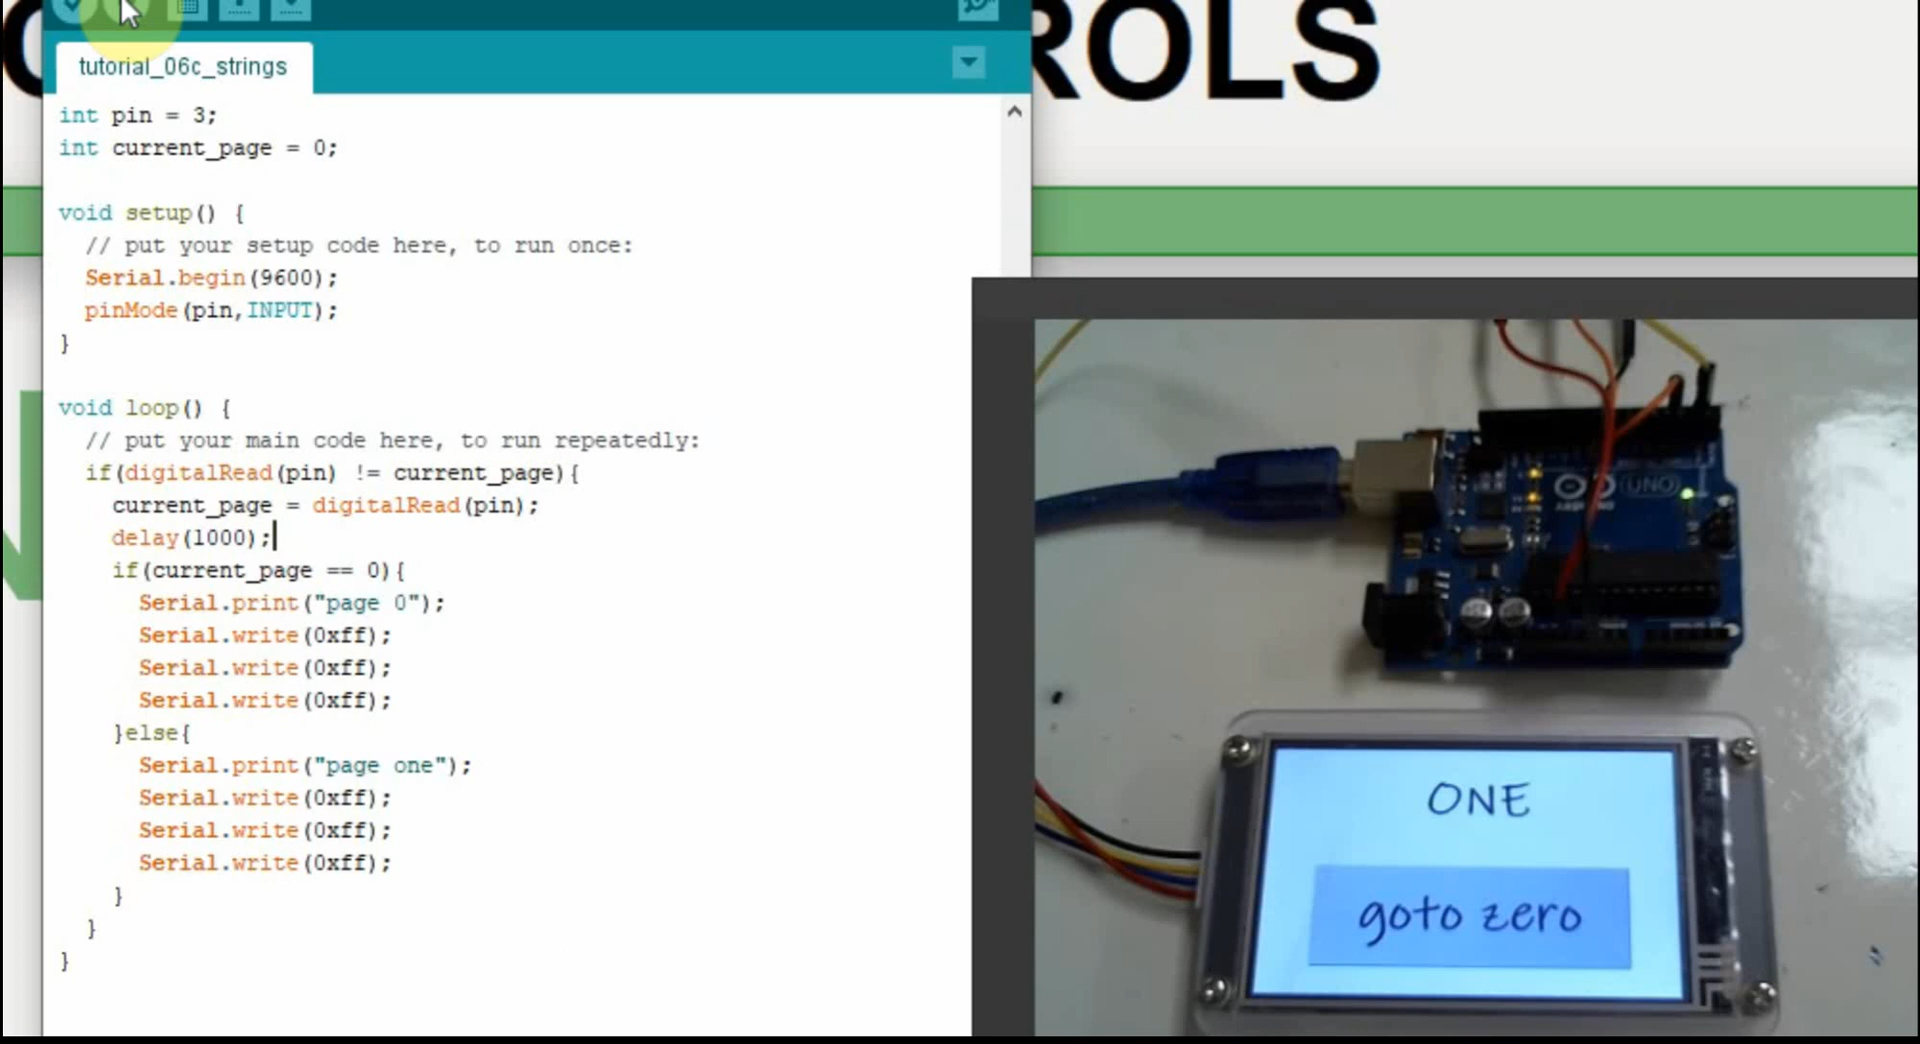 ROLS
tutorial_06c_strings
int pin = 3;
int current_page = 0;
void setup() {
// put your setup code here, to run once:
Serial.begin(9600);
pinMode(pin,INPUT);
}
void loop() {
// put your main code here, to run repeatedly:
if(digitalRead(pin) != current_page){
current_page = digitalRead(pin);
delay(1000);
if(current_page == 0){
Serial.print("page 0");
Serial.write(0xff);
Serial.write(0xff);
Serial.write(0xff);
}else{
Serial.print("page one");
Serial.write(0xff);
Serial.write(0xff);
Serial.write(0xff);
}
}
}
UNO
ONE
goto zero